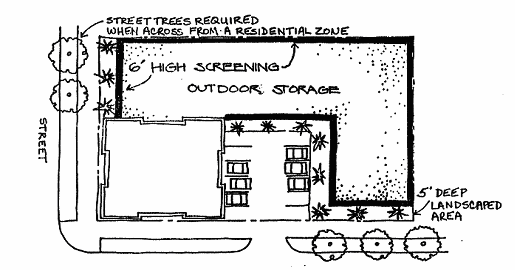 STREET TREES REQUIRED
WHEN ACROSS FROM A RESIDENTIAL ZONE
6' HIGH SCREENING
OUTDOOR STORAGE
STREET
5' DEEP
LANDSCAPED
AREA